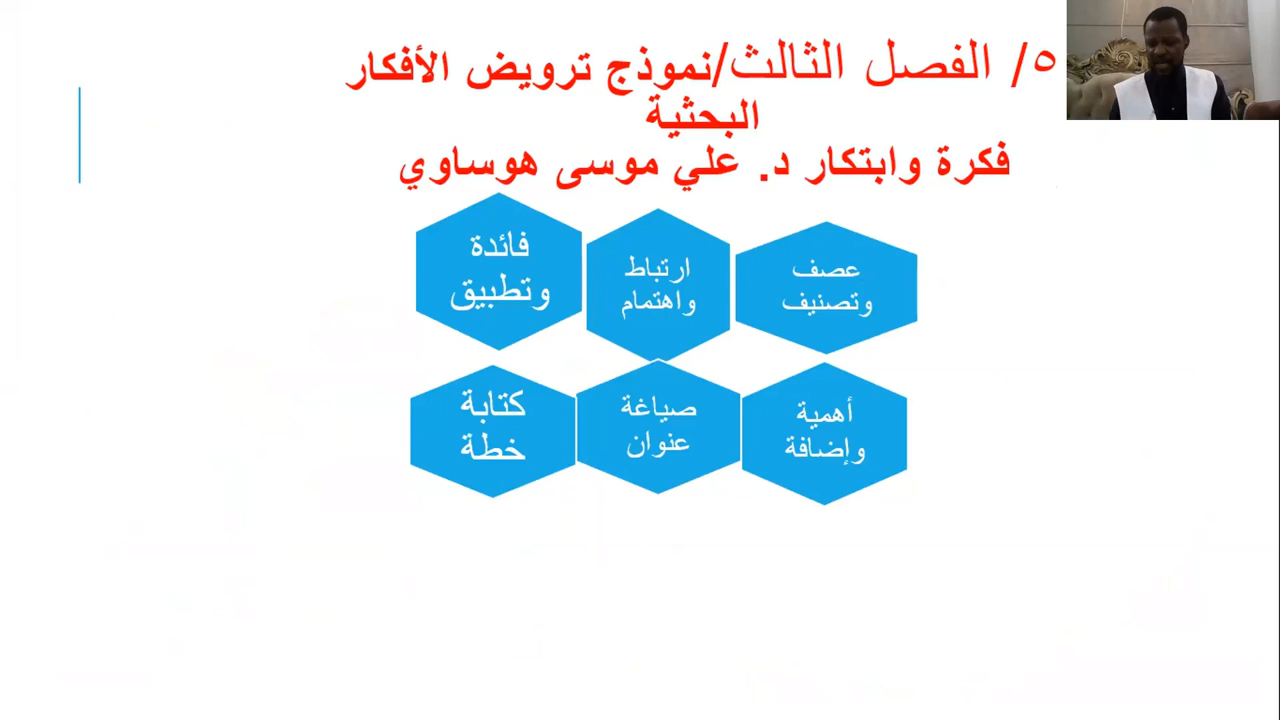 ٥/ الفصل الثالث/نموذج ترويض الأفكار
البحثية
فكرة وابتكار د. علي موسى هوساوي
عصف
وتصنيف
ارتباط
واهتمام
فائدة
وتطبيق
أهمية
وإضافة
صياغة
عنوان
كتابة
خطة